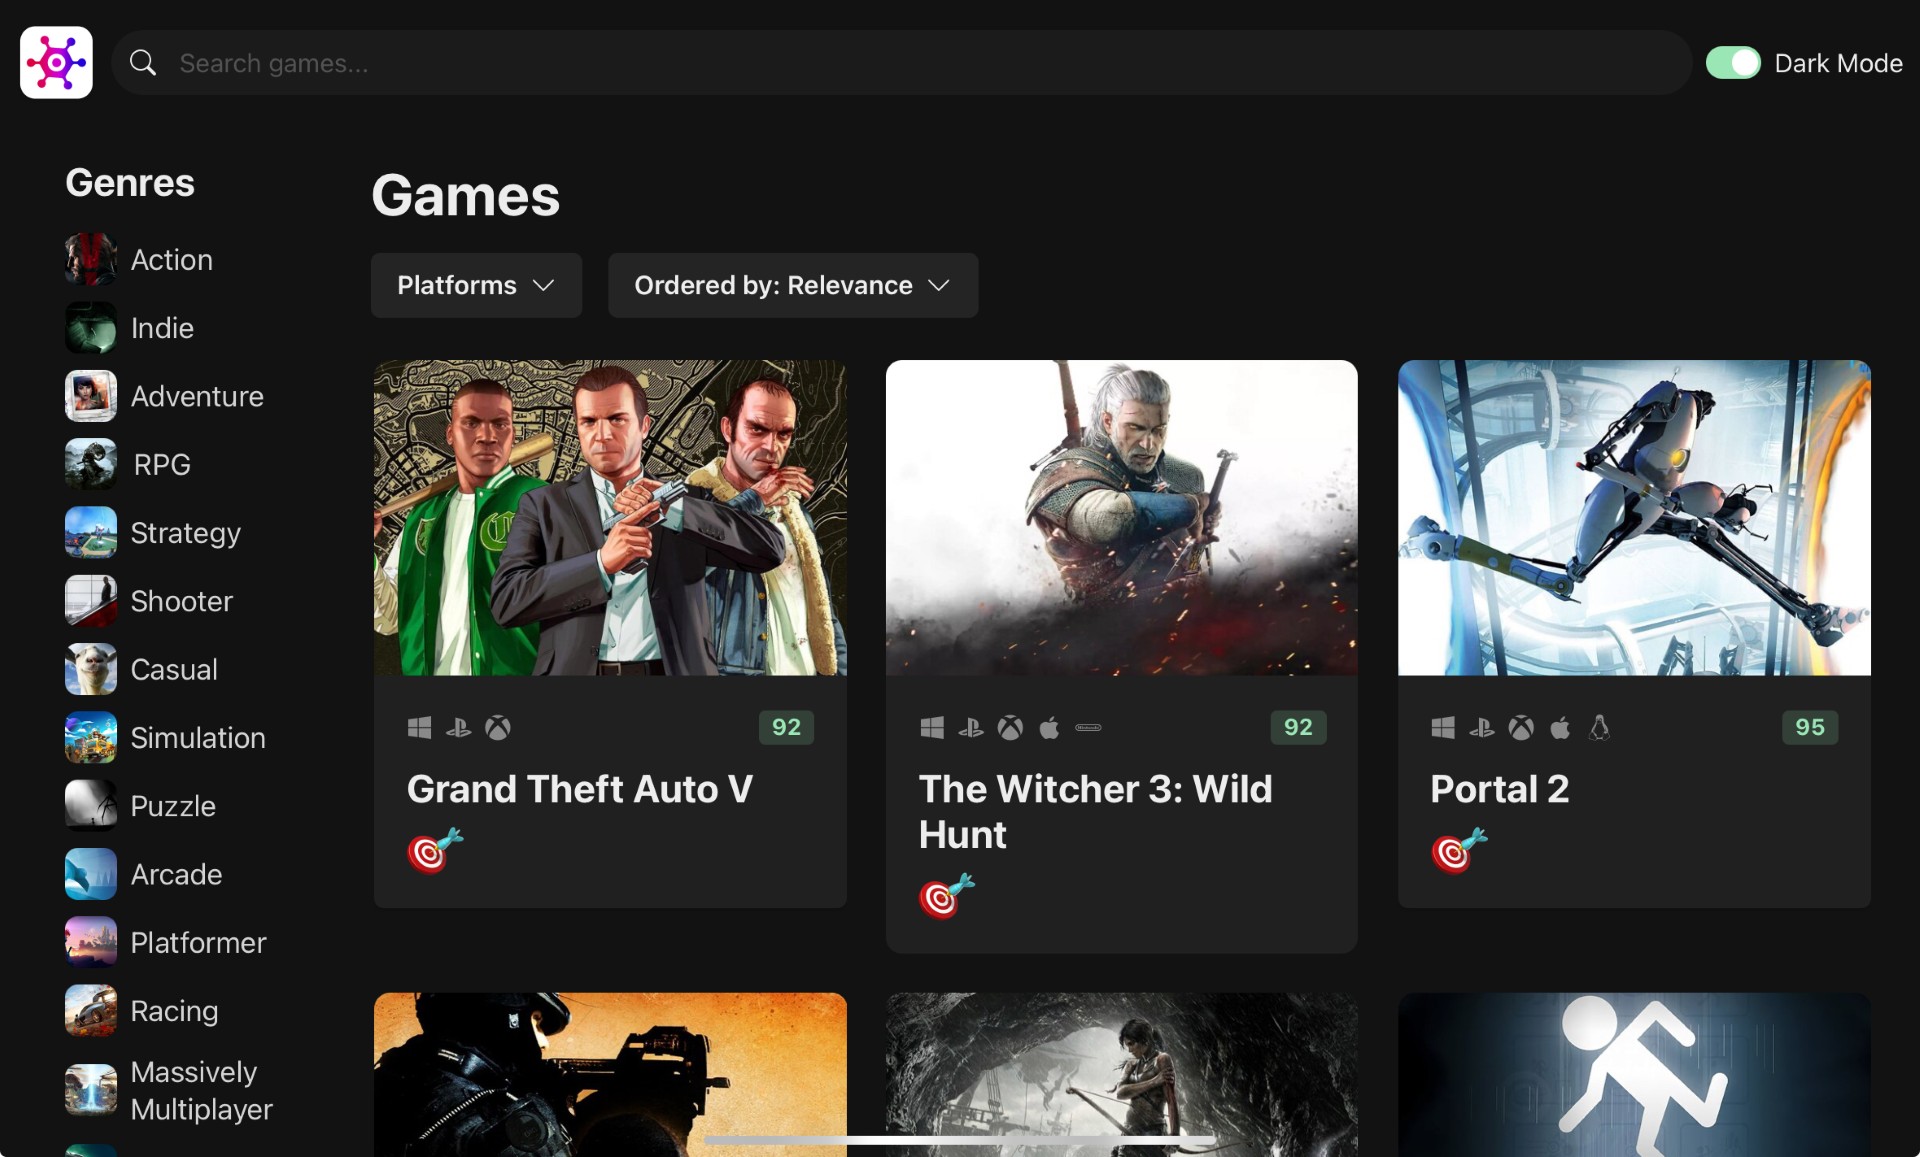 Search games...
Dark Mode
Genres
Action
Indie
Adventure
RPG
Strategy
Shooter
Casual
Simulation
Puzzle
Arcade
Platformer
Racing
Massively
Multiplayer
Games
Platforms
Ordered by: Relevance
92
Grand Theft Auto V
92
The Witcher 3: Wild
Hunt
95
Portal 2